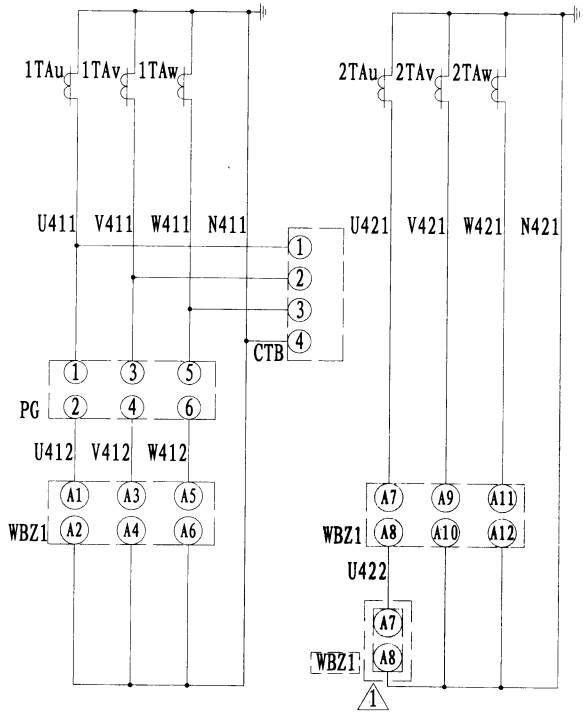 1TAu 1TAv 1TAw 2TAu 2TAv 2TAw
U411 V411 W411 N411 U421 V421 W421 N421
1
2
3
4
CTB
1 3 5
2 4 6
PG
U412 V412 W412
A1 A3 A5 A7 A9 A11
WBZ1 A2 A4 A6 WBZ1 A8 A10 A12
U422
A7
WBZ1 A8
1